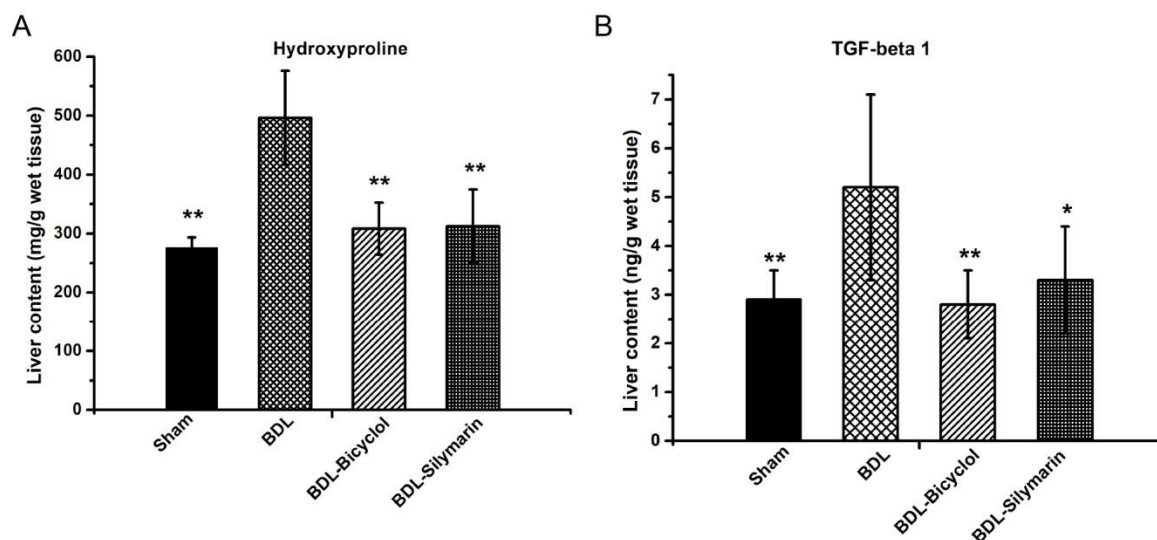 A
Hydroxyproline
Liver content (mg/g wet tissue)
600
500
400
300
200
100
0
**
**
**
Sham
BDL
BDL-Bicyclol
BDL-Silymarin
B
TGF-beta 1
Liver content (ng/g wet tissue)
7
6
5
4
3
2
1
0
**
**
*
Sham
BDL
BDL-Bicyclol
BDL-Silymarin